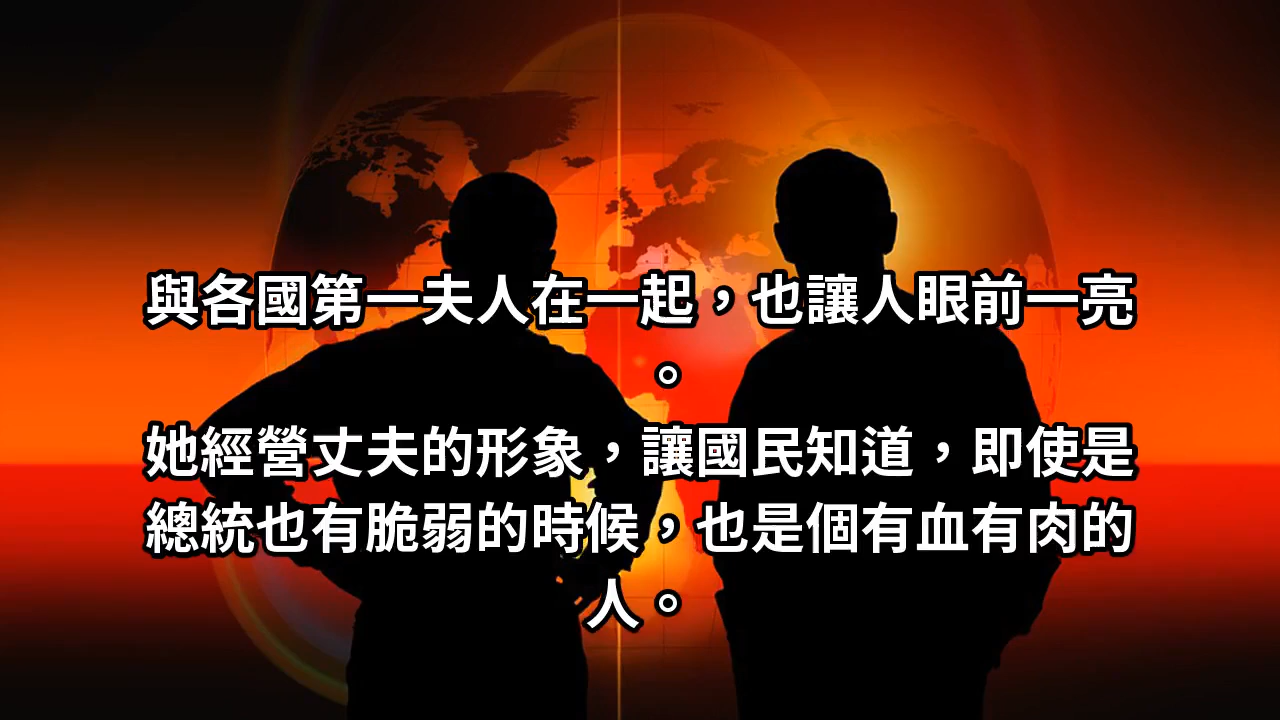 與各國第一夫人在一起，也讓人眼前一亮
。
她經營丈夫的形象，讓國民知道，即使是
總統也有脆弱的時候，也是個有血有肉的
人。